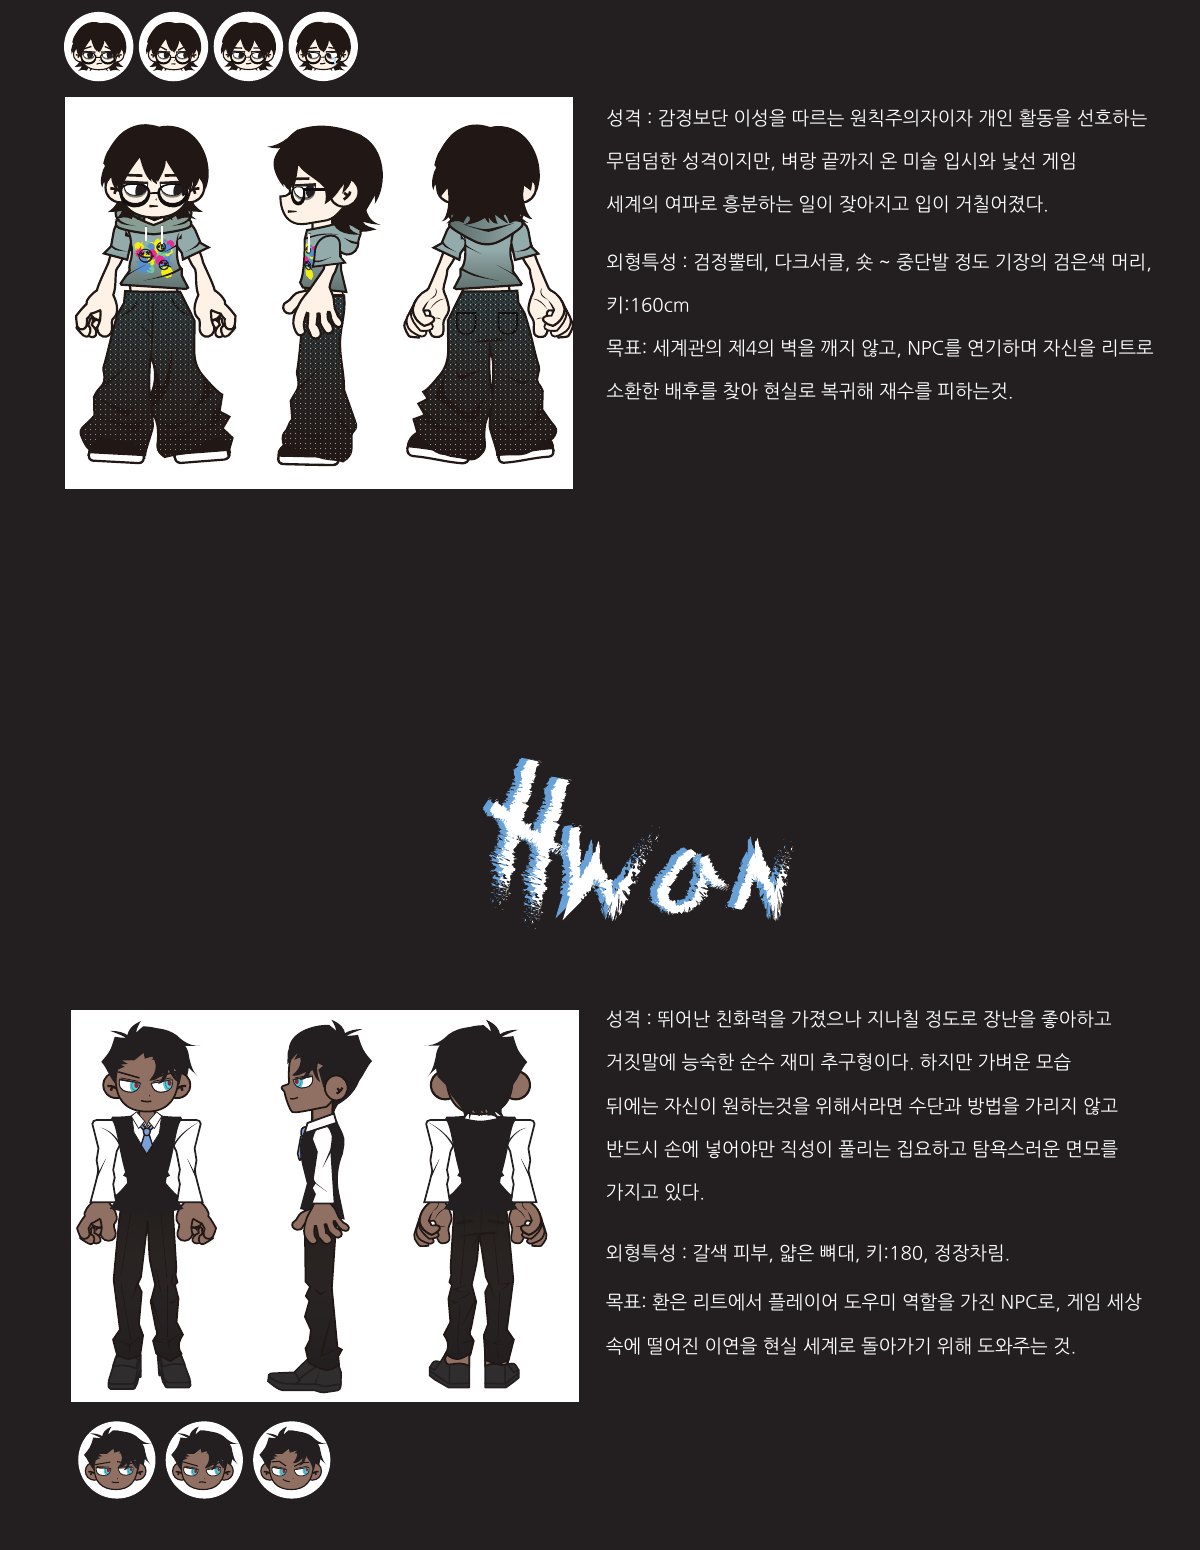 성격 : 감정보단 이성을 따르는 원칙주의자이자 개인 활동을 선호하는
무덤덤한 성격이지만, 벼랑 끝까지 온 미술 입시와 낯선 게임
세계의 여파로 흥분하는 일이 잦아지고 입이 거칠어졌다.
외형특성 : 검정뿔테, 다크서클, 숏 ~ 중단발 정도 기장의 검은색 머리,
키:160cm
목표: 세계관의 제4의 벽을 깨지 않고, NPC를 연기하며 자신을 리트로
소환한 배후를 찾아 현실로 복귀해 재수를 피하는것.
Hwan
성격 : 뛰어난 친화력을 가졌으나 지나칠 정도로 장난을 좋아하고
거짓말에 능숙한 순수 재미 추구형이다. 하지만 가벼운 모습
뒤에는 자신이 원하는것을 위해서라면 수단과 방법을 가리지 않고
반드시 손에 넣어야만 직성이 풀리는 집요하고 탐욕스러운 면모를
가지고 있다.
외형특성 : 갈색 피부, 얇은 뼈대, 키:180, 정장차림.
목표: 환은 리트에서 플레이어 도우미 역할을 가진 NPC로, 게임 세상
속에 떨어진 이연을 현실 세계로 돌아가기 위해 도와주는 것.